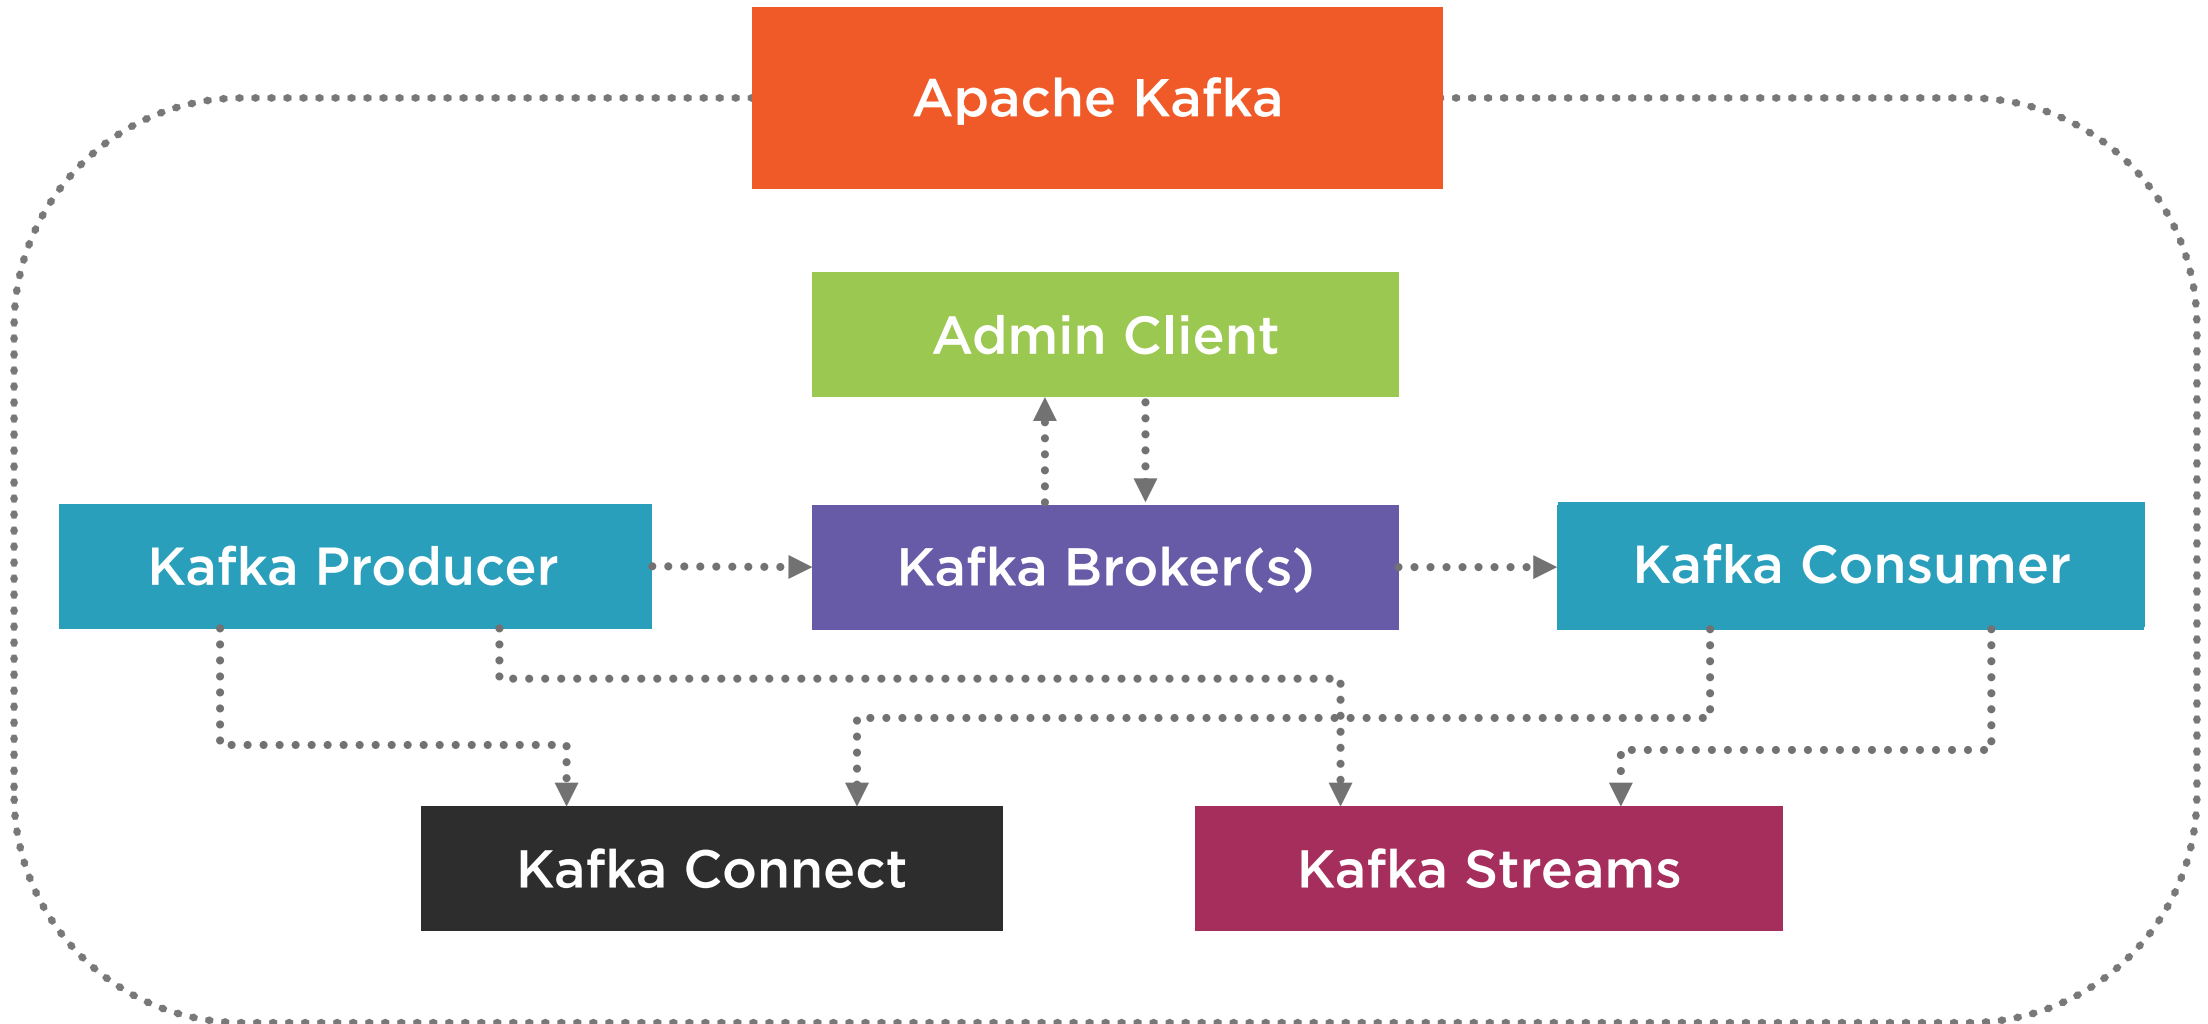 Apache Kafka
Admin Client
Kafka Producer
Kafka Broker(s)
Kafka Consumer
Kafka Connect
Kafka Streams